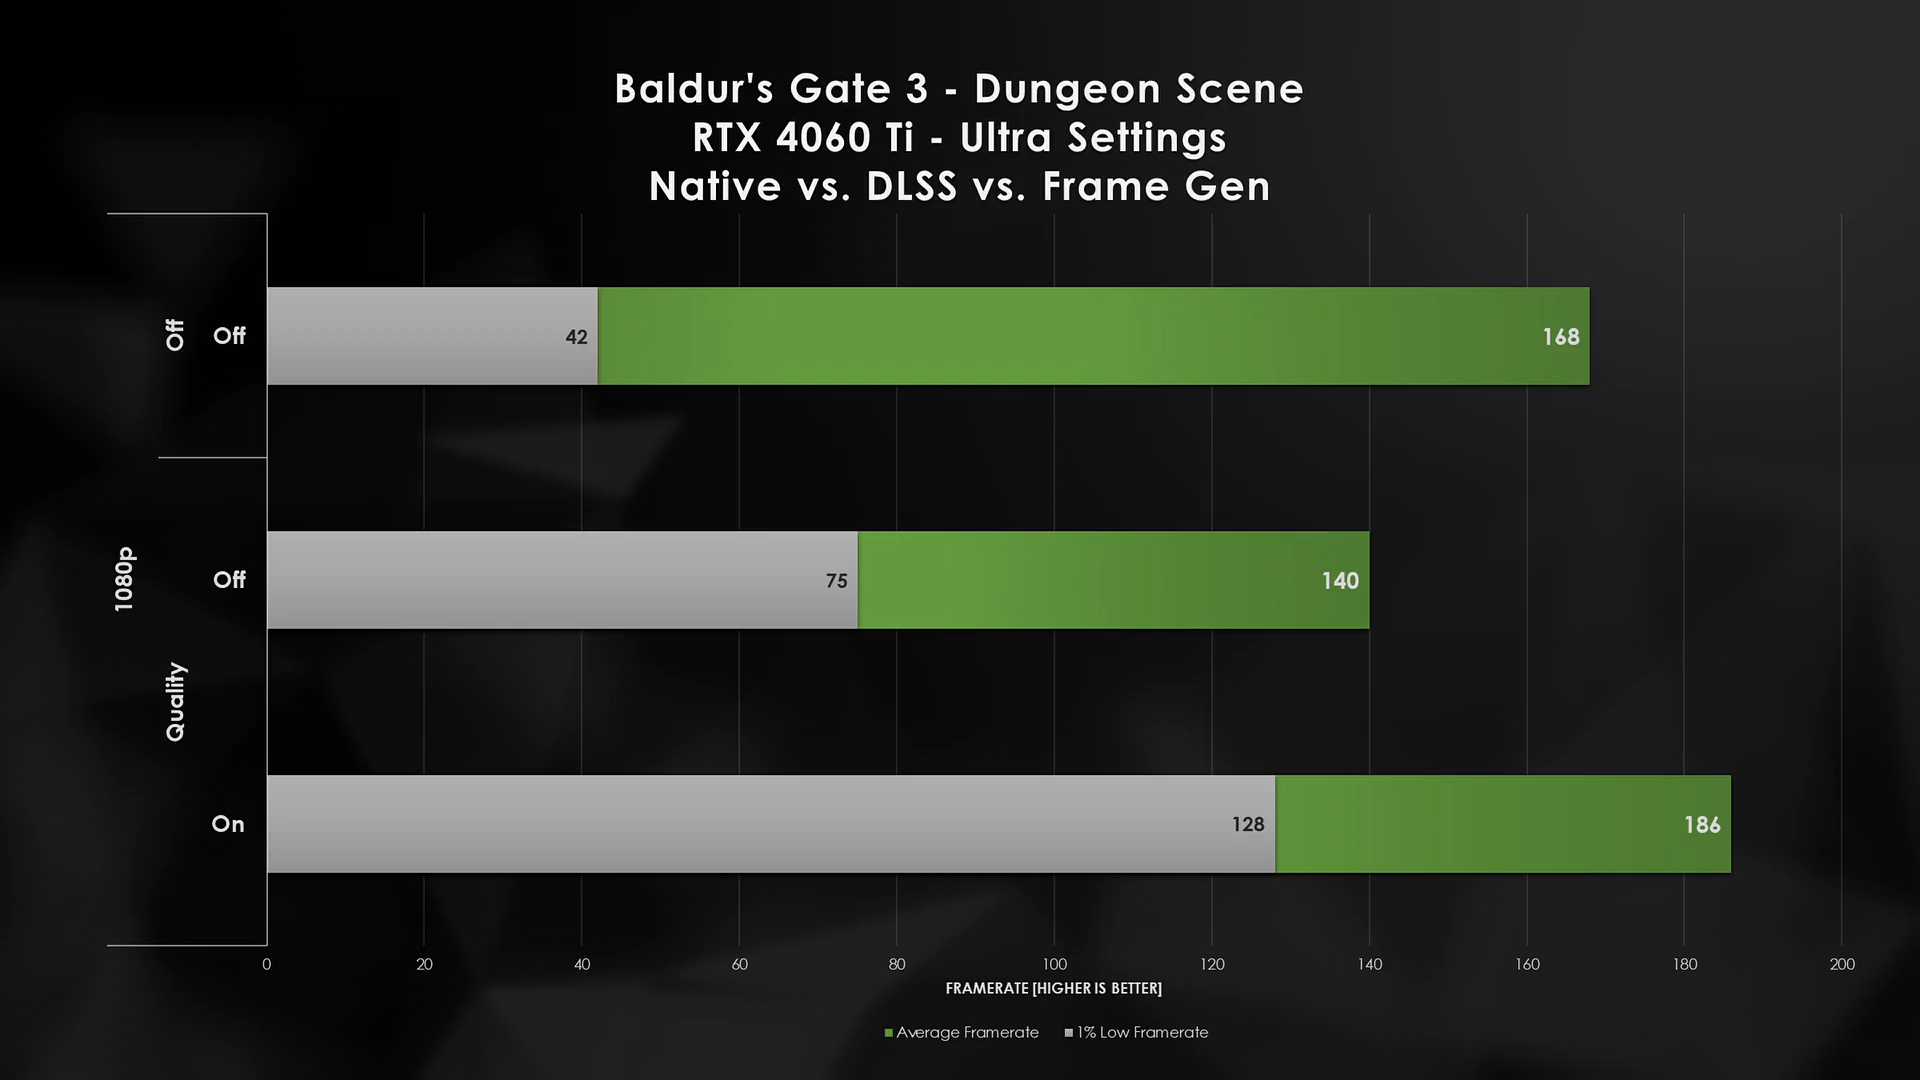 Baldur's Gate 3 - Dungeon Scene
RTX 4060 Ti - Ultra Settings
Native vs. DLSS vs. Frame Gen
Off Off 42 168
1080p
Off 75 140
Quality
On 128 186
0 20 40 60 80 100 120 140 160 180 200
FRAMERATE [HIGHER IS BETTER]
Average Framerate 1% Low Framerate